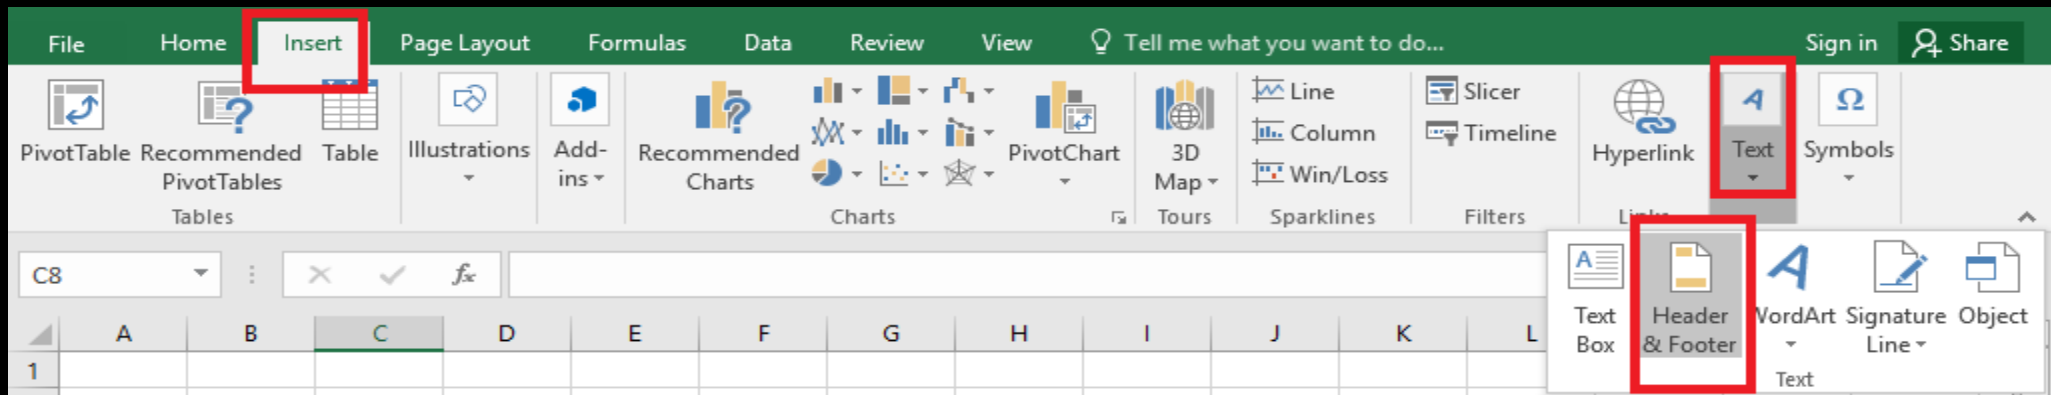 File Home Insert Page Layout Formulas Data Review View Tell me what you want to do... Sign in Share
PivotTable Recommended PivotTables Table
Tables
Illustrations
Add-ins
Recommended Charts
PivotChart
Charts
3D Map
Tours
Line
Column
Win/Loss
Sparklines
Slicer
Timeline
Filters
Hyperlink
Links
A
Text
Ω
Symbols
C8 fx
A
Text Box
Header & Footer
A
WordArt
Signature Line
Object
Text
A B C D E F G H I J K L
1